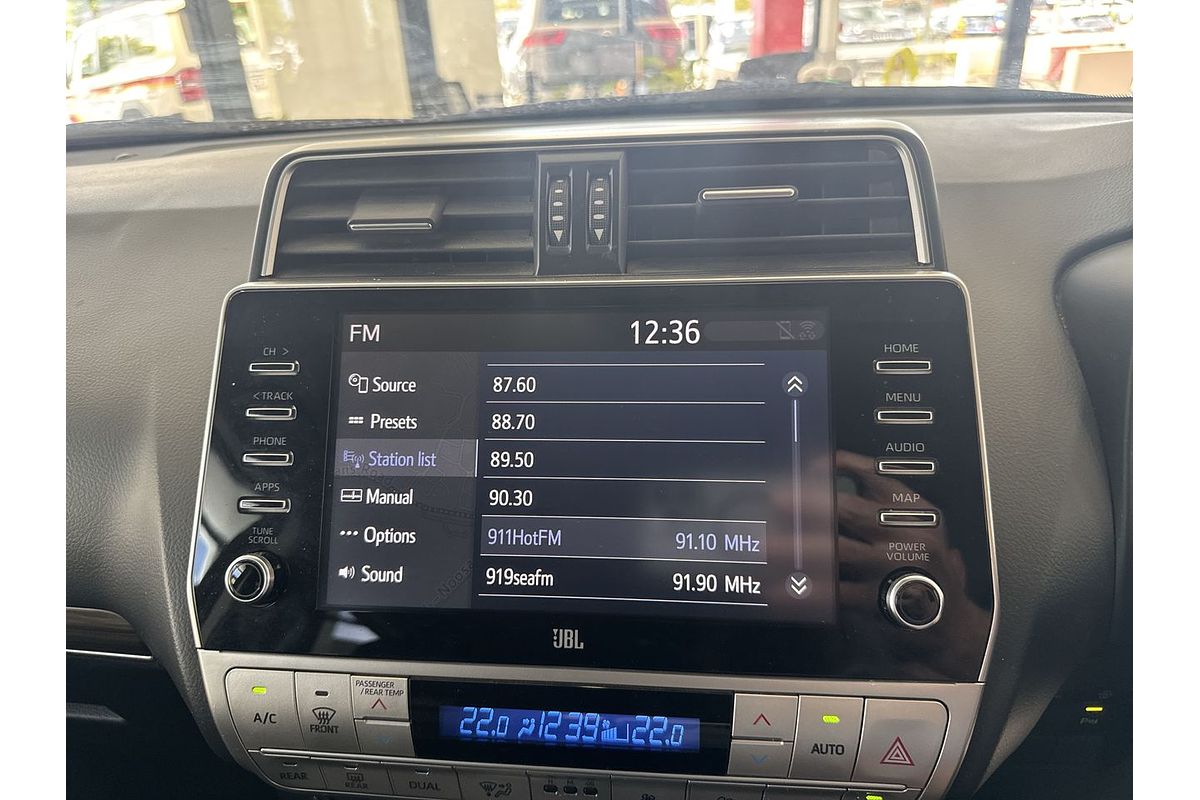 FM
12:36
CH >
< TRACK
PHONE
APPS
TUNE
SCROLL
Source
Presets
Station list
Manual
Options
Sound
87.60
88.70
89.50
90.30
911HotFM 91.10 MHz
919seafm 91.90 MHz
HOME
MENU
AUDIO
MAP
POWER
VOLUME
JBL
A/C
FRONT
PASSENGER
/ REAR TEMP
22.0 12:39 22.0
AUTO
REAR
REAR
DUAL